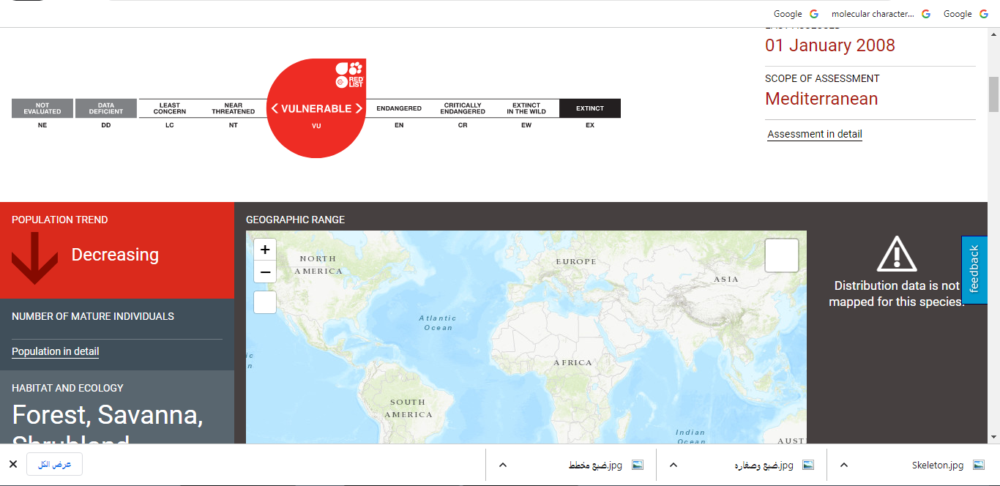 Google
molecular character...
Google
LAST ASSESSED
01 January 2008
SCOPE OF ASSESSMENT
Mediterranean
Assessment in detail
RED
LIST
NOT
EVALUATED
DATA
DEFICIENT
LEAST
CONCERN
NEAR
THREATENED
< VULNERABLE >
ENDANGERED
CRITICALLY
ENDANGERED
EXTINCT
IN THE WILD
EXTINCT
NE
DD
LC
NT
VU
EN
CR
EW
EX
POPULATION TREND
Decreasing
NUMBER OF MATURE INDIVIDUALS
Population in detail
HABITAT AND ECOLOGY
Forest, Savanna,
Shrubland
GEOGRAPHIC RANGE
+
−
NORTH
AMERICA
EUROPE
ASIA
Atlantic
Ocean
ic
n
AFRICA
SOUTH
AMERICA
Indian
Ocean
AUST
Distribution data is not
mapped for this species.
feedback
عرض الكل
ضبع مخطط.jpg
ضبع وصغاره.jpg
Skeleton.jpg